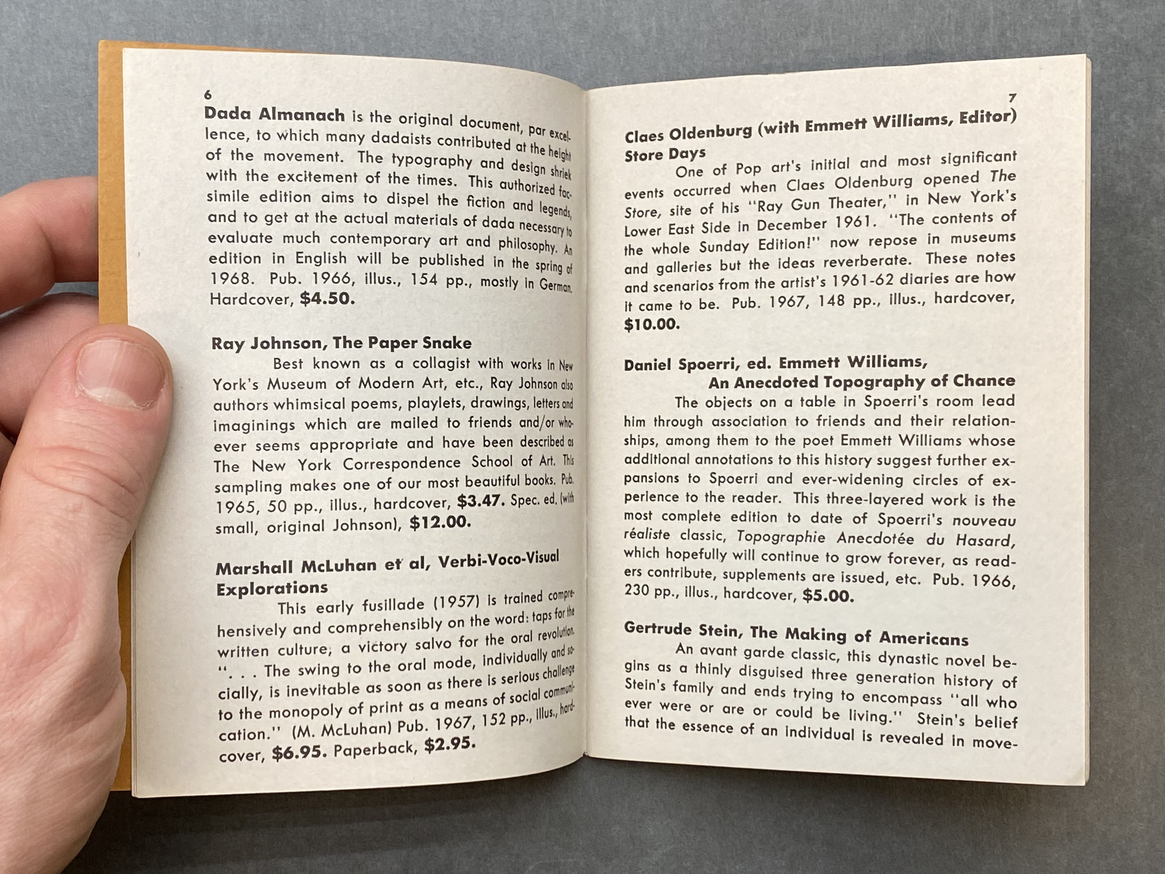 6
Dada Almanach is the original document, par excel-
lence, to which many dadaists contributed at the height
of the movement. The typography and design shriek
with the excitement of the times. This authorized fac-
simile edition aims to dispel the fiction and legends,
and to get at the actual materials of dada necessary to
evaluate much contemporary art and philosophy. An
edition in English will be published in the spring of
1968. Pub. 1966, illus., 154 pp., mostly in German.
Hardcover, $4.50.
Ray Johnson, The Paper Snake
Best known as a collagist with works in New
York's Museum of Modern Art, etc., Ray Johnson also
authors whimsical poems, playlets, drawings, letters and
imaginings which are mailed to friends and/or who-
ever seems appropriate and have been described as
The New York Correspondence School of Art. This
sampling makes one of our most beautiful books. Pub.
1965, 50 pp., illus., hardcover, $3.47. Spec. ed. (with
small, original Johnson), $12.00.
Marshall McLuhan et al, Verbi-Voco-Visual
Explorations
This early fusillade (1957) is trained compre-
hensively and comprehensibly on the word: taps for the
written culture; a victory salvo for the oral revolution.
". . . The swing to the oral mode, individually and so-
cially, is inevitable as soon as there is serious challenge
to the monopoly of print as a means of social communi-
cation." (M. McLuhan) Pub. 1967, 152 pp., illus., hard-
cover, $6.95. Paperback, $2.95.
7
Claes Oldenburg (with Emmett Williams, Editor)
Store Days
One of Pop art's initial and most significant
events occurred when Claes Oldenburg opened The
Store, site of his "Ray Gun Theater," in New York's
Lower East Side in December 1961. "The contents of
the whole Sunday Edition!" now repose in museums
and galleries but the ideas reverberate. These notes
and scenarios from the artist's 1961-62 diaries are how
it came to be. Pub. 1967, 148 pp., illus., hardcover,
$10.00.
Daniel Spoerri, ed. Emmett Williams,
An Anecdoted Topography of Chance
The objects on a table in Spoerri's room lead
him through association to friends and their relation-
ships, among them to the poet Emmett Williams whose
additional annotations to this history suggest further ex-
pansions to Spoerri and ever-widening circles of ex-
perience to the reader. This three-layered work is the
most complete edition to date of Spoerri's nouveau
réaliste classic, Topographie Anecdotée du Hasard,
which hopefully will continue to grow forever, as read-
ers contribute, supplements are issued, etc. Pub. 1966,
230 pp., illus., hardcover, $5.00.
Gertrude Stein, The Making of Americans
An avant garde classic, this dynastic novel be-
gins as a thinly disguised three generation history of
Stein's family and ends trying to encompass "all who
ever were or are or could be living." Stein's belief
that the essence of an individual is revealed in move-